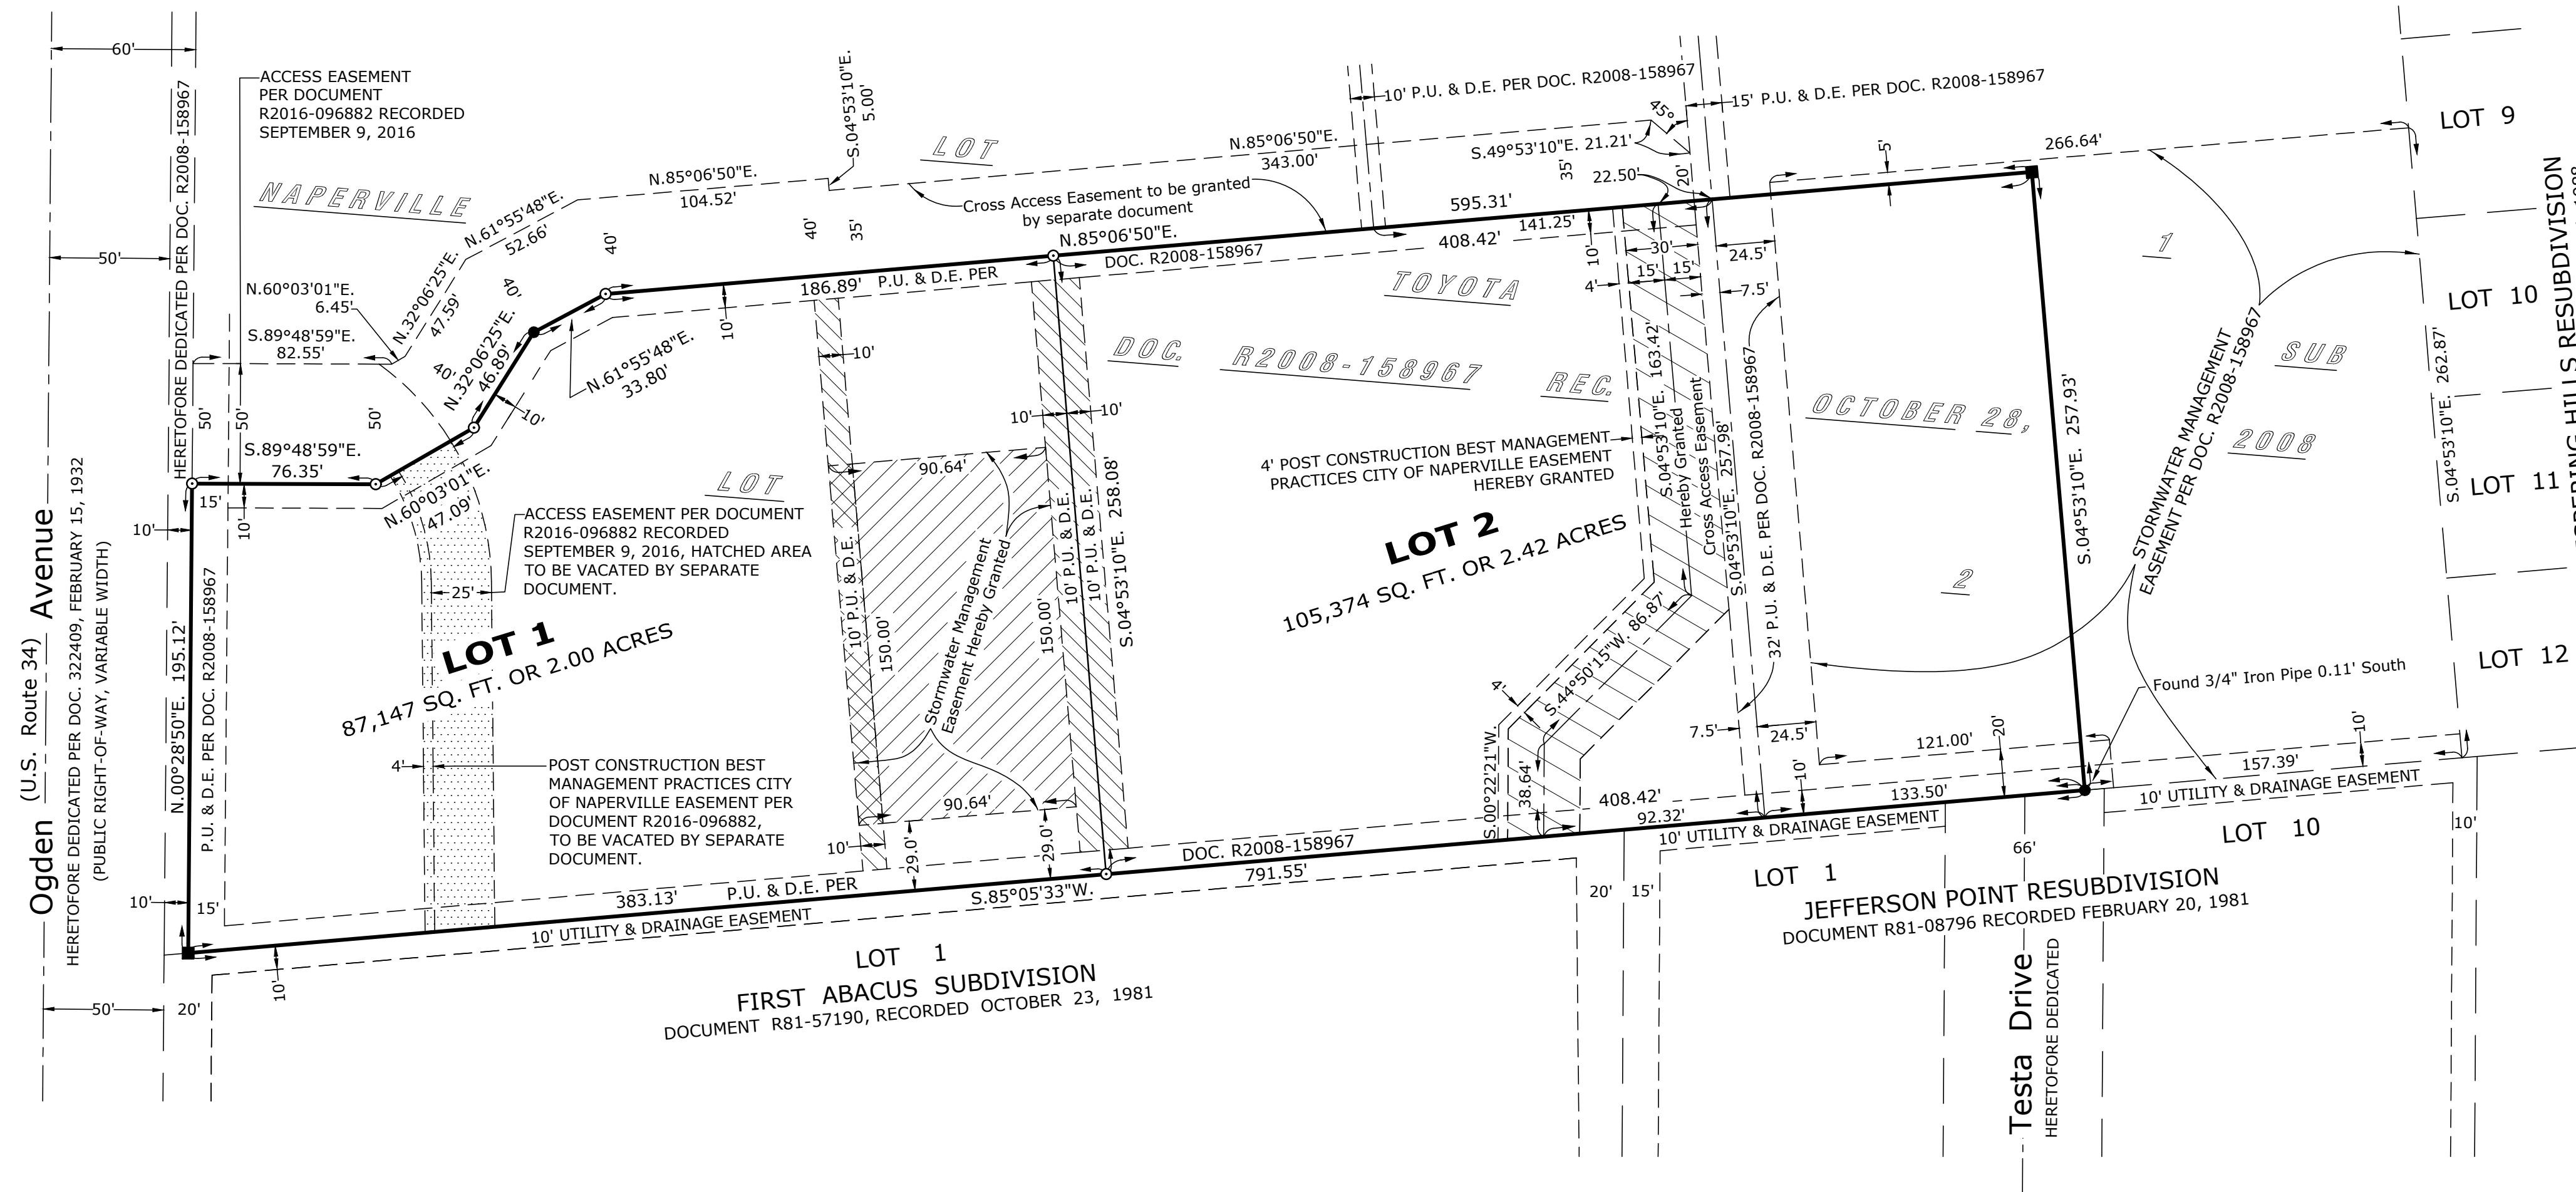 60'
HERETOFORE DEDICATED PER DOC. R2008-158967
50'
ACCESS EASEMENT
PER DOCUMENT
R2016-096882 RECORDED
SEPTEMBER 9, 2016
NAPERVILLE
LOT
N.60°03'01"E.
6.45'
S.89°48'59"E.
82.55'
N.32°06'25"E.
47.59'
N.61°55'48"E.
52.66'
N.85°06'50"E.
104.52'
S.04°53'10"E.
5.00'
Cross Access Easement to be granted
by separate document
N.85°06'50"E.
343.00'
10' P.U. & D.E. PER DOC. R2008-158967
15' P.U. & D.E. PER DOC. R2008-158967
45°
S.49°53'10"E. 21.21'
35'
20'
22.50'
5'
266.64'
LOT 9
LOT 10
LOT 11
LOT 12
HILLS RESUBDIVISION
S.04°53'10"E. 262.87'
1
SUB
2008
STORMWATER MANAGEMENT
EASEMENT PER DOC. R2008-158967
50'
50'
50'
S.89°48'59"E.
76.35'
15'
10'
10'
40'
N.32°06'25"E.
46.89'
40'
10'
N.60°03'01"E.
47.09'
40'
N.61°55'48"E.
33.80'
40'
35'
186.89'
P.U. & D.E. PER
10'
N.85°06'50"E.
DOC. R2008-158967
595.31'
408.42'
141.25'
10'
30'
15'
15'
4'
24.5'
7.5'
TOYOTA
DOC.
R2008-158967
REC.
OCTOBER 28,
2
LOT
10'
10'
10'
90.64'
10' P.U. & D.E.
150.00'
Stormwater Management
Easement Hereby Granted
150.00'
10' P.U. & D.E.
10' P.U. & D.E.
S.04°53'10"E. 258.08'
90.64'
10'
29.0'
29.0'
ACCESS EASEMENT PER DOCUMENT
R2016-096882 RECORDED
SEPTEMBER 9, 2016, HATCHED AREA
TO BE VACATED BY SEPARATE
DOCUMENT.
25'
LOT 1
87,147 SQ. FT. OR 2.00 ACRES
4'
POST CONSTRUCTION BEST
MANAGEMENT PRACTICES CITY
OF NAPERVILLE EASEMENT PER
DOCUMENT R2016-096882,
TO BE VACATED BY SEPARATE
DOCUMENT.
4' POST CONSTRUCTION BEST MANAGEMENT
PRACTICES CITY OF NAPERVILLE EASEMENT
HEREBY GRANTED
LOT 2
105,374 SQ. FT. OR 2.42 ACRES
S.04°53'10"E. 163.42'
Hereby Granted
Cross Access Easement
S.04°53'10"E. 257.98'
32' P.U. & D.E. PER DOC. R2008-158967
S.44°50'15"W. 86.87'
4'
S.00°22'21"W.
38.64'
7.5'
24.5'
121.00'
20'
10'
S.04°53'10"E. 257.93'
Found 3/4" Iron Pipe 0.11' South
10'
157.39'
10' UTILITY & DRAINAGE EASEMENT
10'
LOT 10
Ogden (U.S. Route 34) Avenue
HERETOFORE DEDICATED PER DOC. 322409, FEBRUARY 15, 1932
(PUBLIC RIGHT-OF-WAY, VARIABLE WIDTH)
N.00°28'50"E. 195.12'
P.U. & D.E. PER DOC. R2008-158967
10'
15'
50'
20'
10'
383.13'
P.U. & D.E. PER
DOC. R2008-158967
408.42'
92.32'
133.50'
S.85°05'33"W.
791.55'
10' UTILITY & DRAINAGE EASEMENT
10' UTILITY & DRAINAGE EASEMENT
LOT 1
FIRST ABACUS SUBDIVISION
DOCUMENT R81-57190, RECORDED OCTOBER 23, 1981
20'
15'
66'
LOT 1
JEFFERSON POINT RESUBDIVISION
DOCUMENT R81-08796 RECORDED FEBRUARY 20, 1981
Testa Drive
HERETOFORE DEDICATED